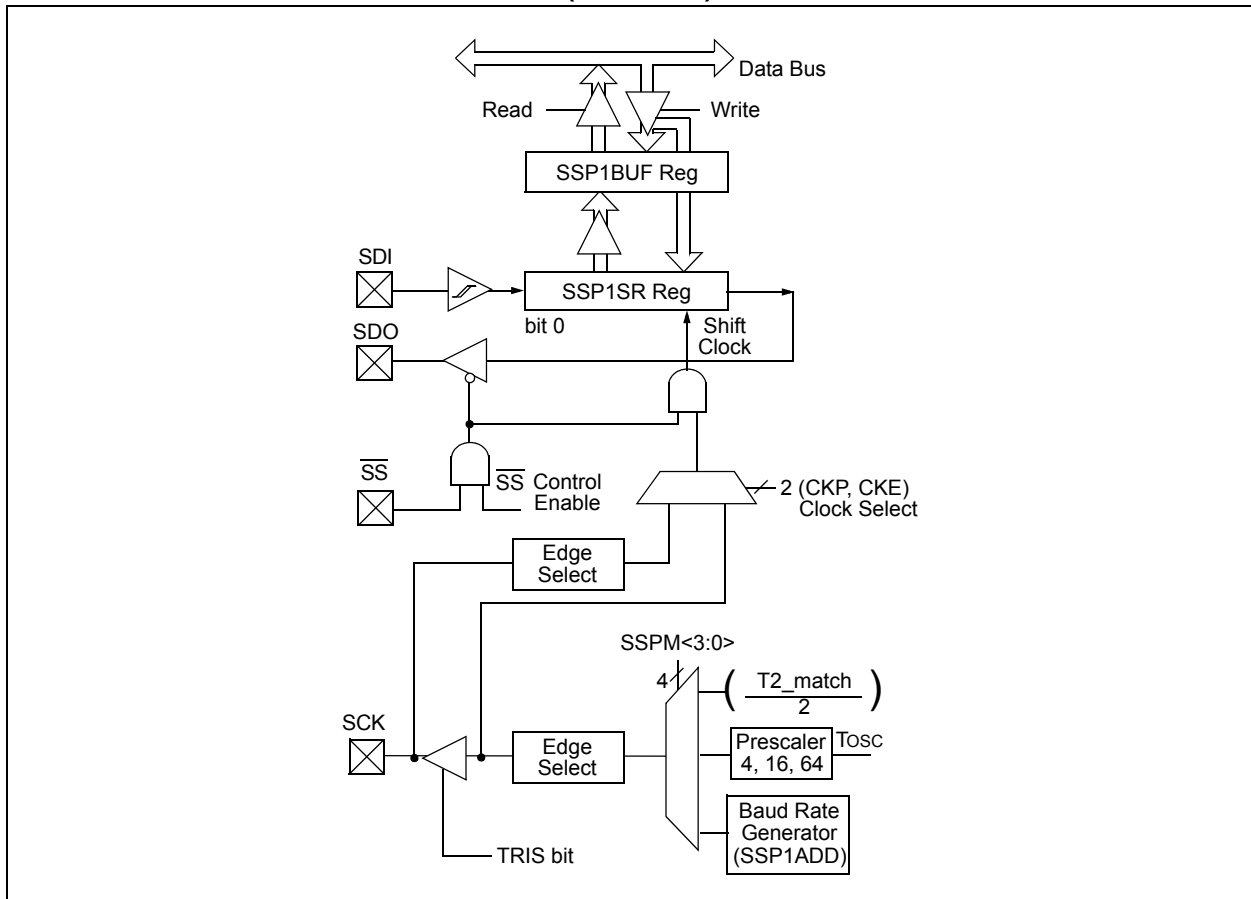 Data Bus
Read
Write
SSP1BUF Reg
SDI
SSP1SR Reg
bit 0
Shift
Clock
SDO
SS
SS Control
Enable
2 (CKP, CKE)
Clock Select
Edge
Select
SSPM<3:0>
4
( T2_match
2 )
SCK
Edge
Select
Prescaler
4, 16, 64
TOSC
Baud Rate
Generator
(SSP1ADD)
TRIS bit